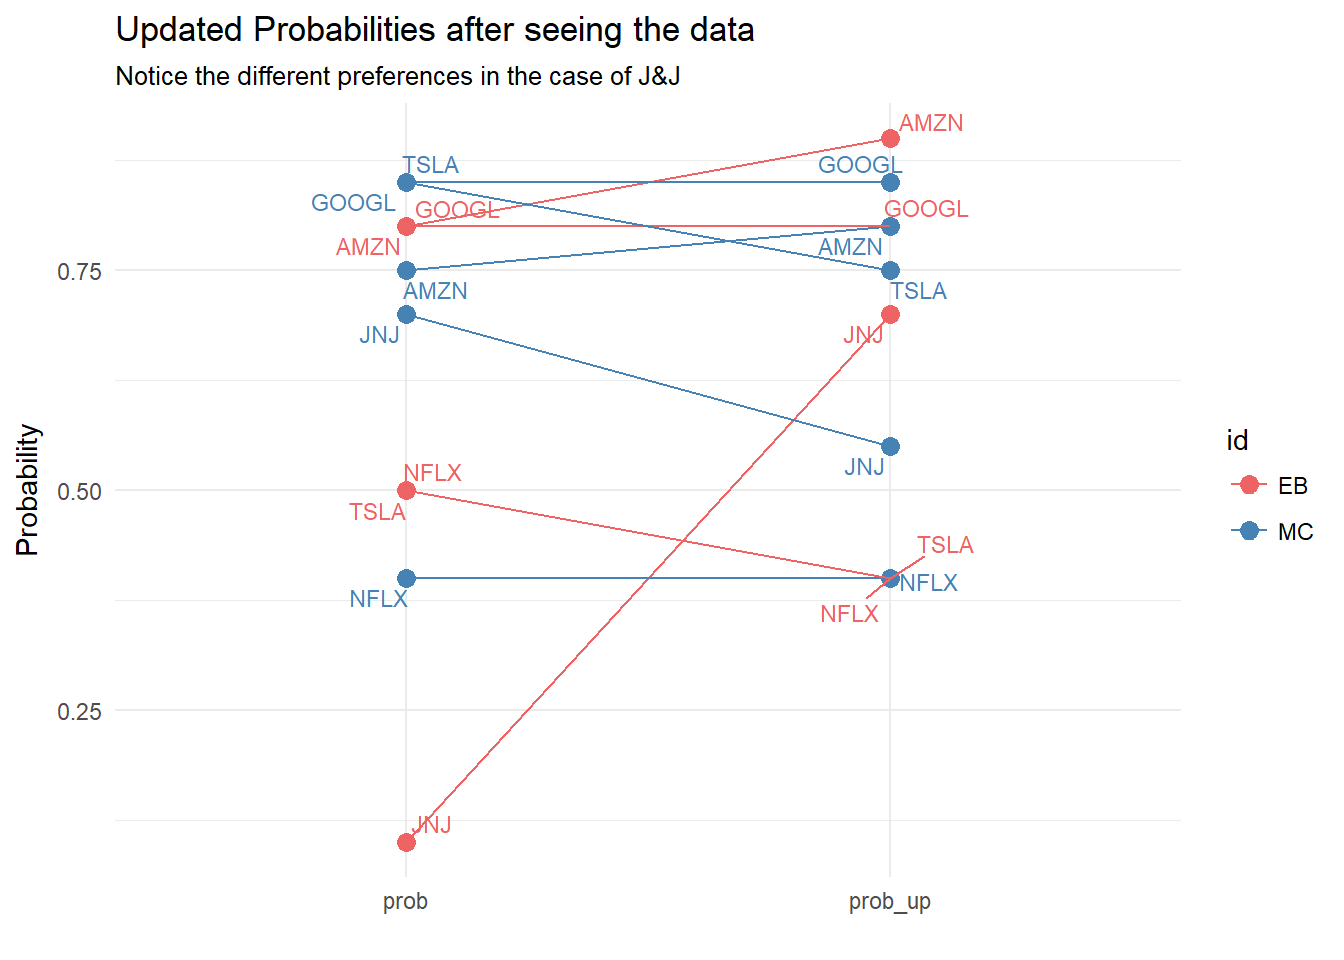 Updated Probabilities after seeing the data
Notice the different preferences in the case of J&J
AMZN
TSLA
GOOGL
GOOGL
GOOGL
GOOGL
AMZN
AMZN
0.75
AMZN
TSLA
JNJ
JNJ
Probability
id
JNJ
NFLX
EB
0.50
TSLA
MC
TSLA
NFLX
NFLX
NFLX
0.25
JNJ
prob
prob_up